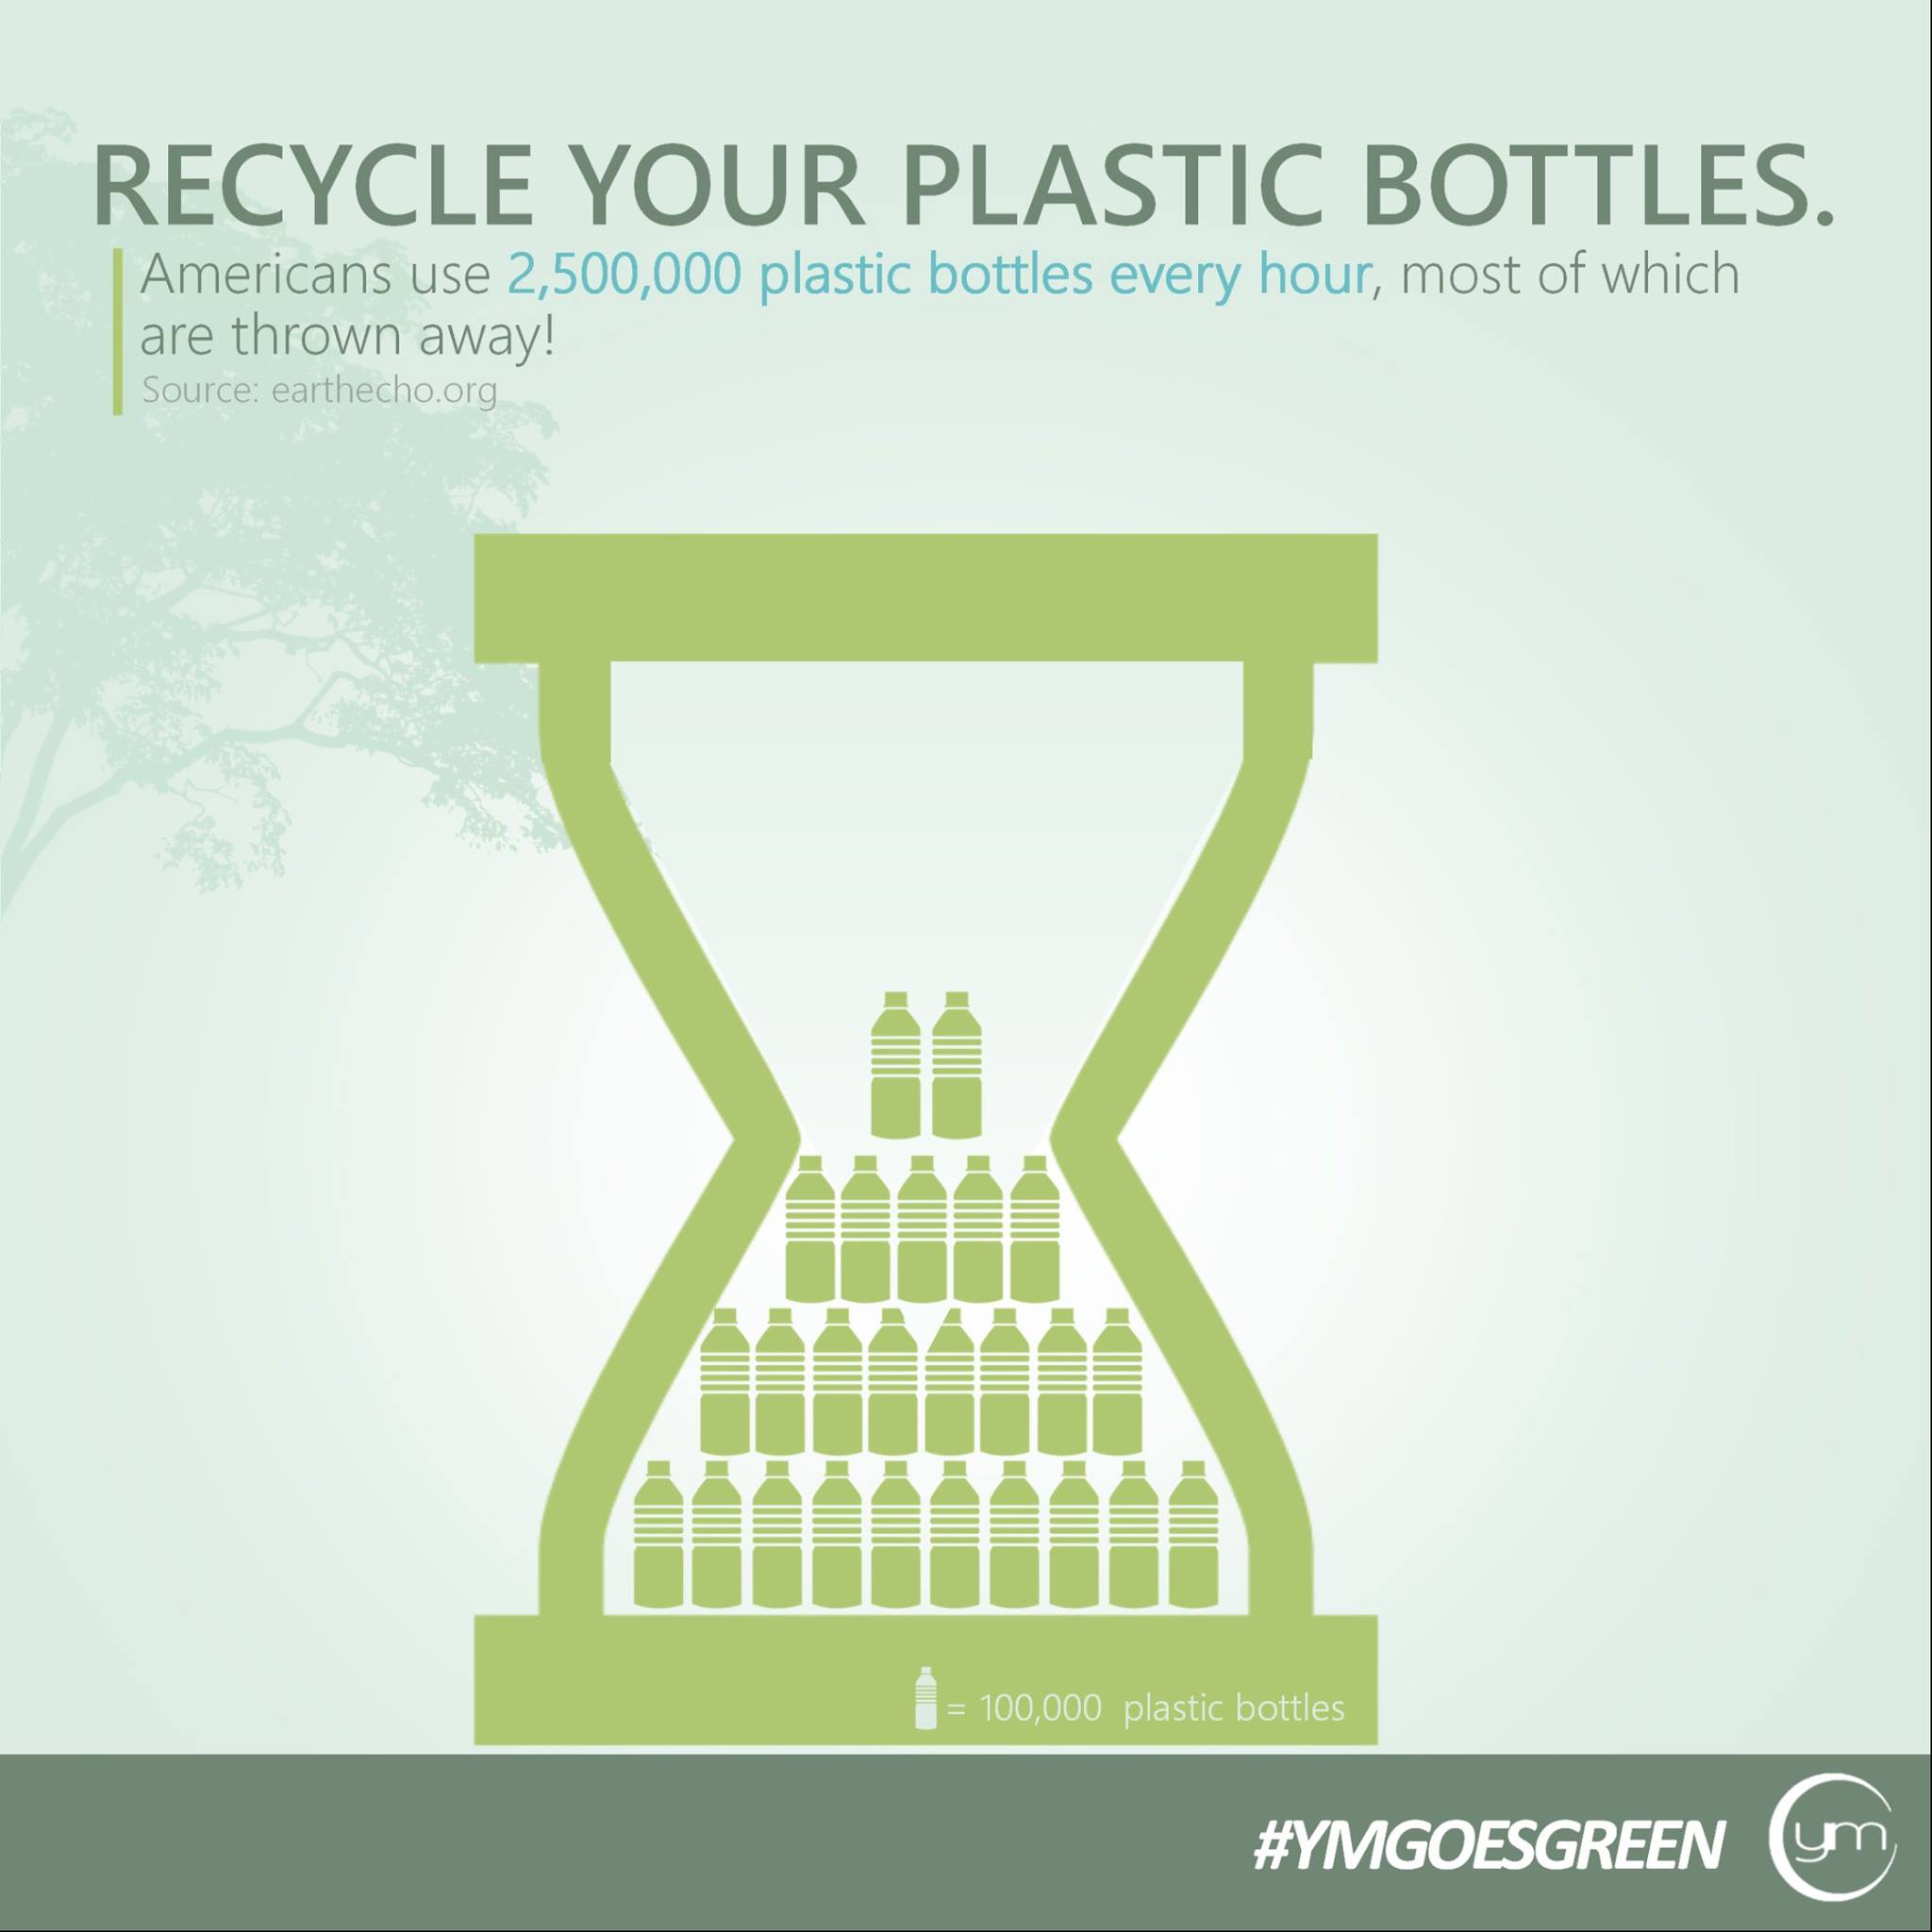 RECYCLE YOUR PLASTIC BOTTLES.
Americans use 2,500,000 plastic bottles every hour, most of which
are thrown away!
Source: earthecho.org
= 100,000 plastic bottles
#YMGOESGREEN
ym